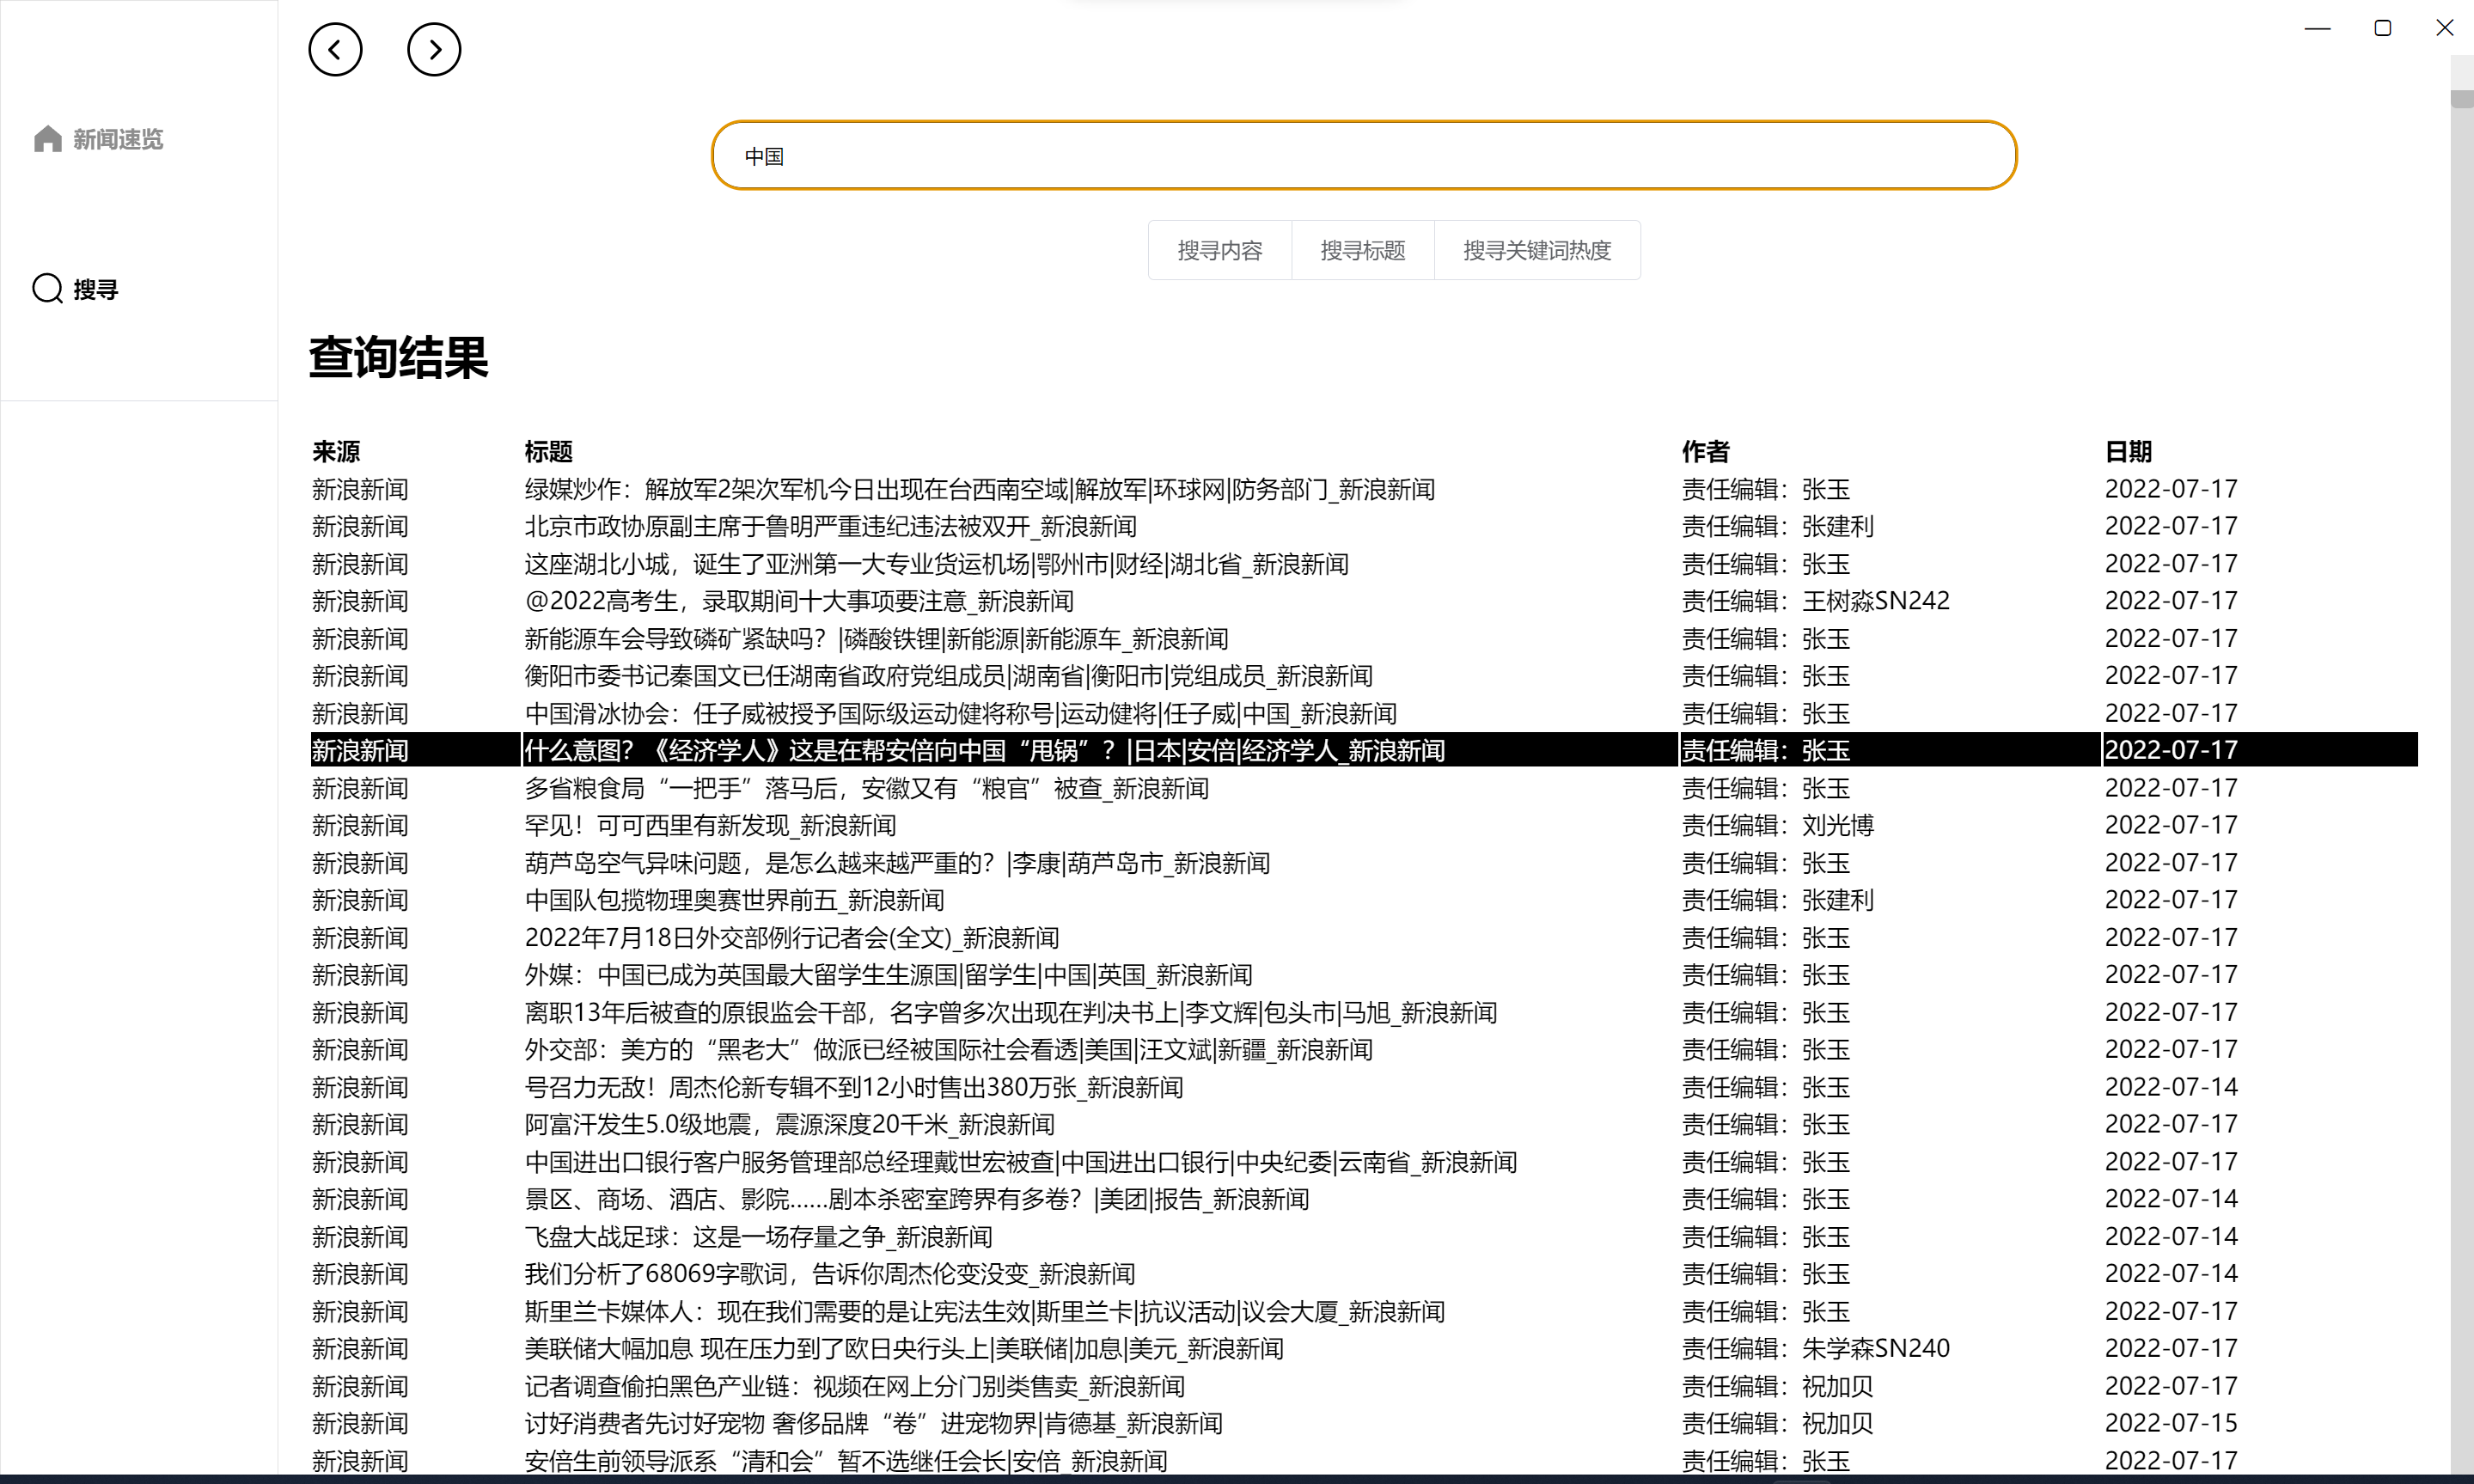 新闻速览
搜寻
中国
搜寻内容 搜寻标题 搜寻关键词热度
查询结果
来源 标题 作者 日期
新浪新闻 绿媒炒作：解放军2架次军机今日出现在台西南空域|解放军|环球网|防务部门_新浪新闻 责任编辑：张玉 2022-07-17
新浪新闻 北京市政协原副主席于鲁明严重违纪违法被双开_新浪新闻 责任编辑：张建利 2022-07-17
新浪新闻 这座湖北小城，诞生了亚洲第一大专业货运机场|鄂州市|财经|湖北省_新浪新闻 责任编辑：张玉 2022-07-17
新浪新闻 @2022高考生，录取期间十大事项要注意_新浪新闻 责任编辑：王树淼SN242 2022-07-17
新浪新闻 新能源车会导致磷矿紧缺吗？|磷酸铁锂|新能源|新能源车_新浪新闻 责任编辑：张玉 2022-07-17
新浪新闻 衡阳市委书记秦国文已任湖南省政府党组成员|湖南省|衡阳市|党组成员_新浪新闻 责任编辑：张玉 2022-07-17
新浪新闻 中国滑冰协会：任子威被授予国际级运动健将称号|运动健将|任子威|中国_新浪新闻 责任编辑：张玉 2022-07-17
新浪新闻 什么意图？《经济学人》这是在帮安倍向中国“甩锅”？|日本|安倍|经济学人_新浪新闻 责任编辑：张玉 2022-07-17
新浪新闻 多省粮食局“一把手”落马后，安徽又有“粮官”被查_新浪新闻 责任编辑：张玉 2022-07-17
新浪新闻 罕见！可可西里有新发现_新浪新闻 责任编辑：刘光博 2022-07-17
新浪新闻 葫芦岛空气异味问题，是怎么越来越严重的？|李康|葫芦岛市_新浪新闻 责任编辑：张玉 2022-07-17
新浪新闻 中国队包揽物理奥赛世界前五_新浪新闻 责任编辑：张建利 2022-07-17
新浪新闻 2022年7月18日外交部例行记者会(全文)_新浪新闻 责任编辑：张玉 2022-07-17
新浪新闻 外媒：中国已成为英国最大留学生生源国|留学生|中国|英国_新浪新闻 责任编辑：张玉 2022-07-17
新浪新闻 离职13年后被查的原银监会干部，名字曾多次出现在判决书上|李文辉|包头市|马旭_新浪新闻 责任编辑：张玉 2022-07-17
新浪新闻 外交部：美方的“黑老大”做派已经被国际社会看透|美国|汪文斌|新疆_新浪新闻 责任编辑：张玉 2022-07-17
新浪新闻 号召力无敌！周杰伦新专辑不到12小时售出380万张_新浪新闻 责任编辑：张玉 2022-07-14
新浪新闻 阿富汗发生5.0级地震，震源深度20千米_新浪新闻 责任编辑：张玉 2022-07-17
新浪新闻 中国进出口银行客户服务管理部总经理戴世宏被查|中国进出口银行|中央纪委|云南省_新浪新闻 责任编辑：张玉 2022-07-17
新浪新闻 景区、商场、酒店、影院……剧本杀密室跨界有多卷？|美团|报告_新浪新闻 责任编辑：张玉 2022-07-14
新浪新闻 飞盘大战足球：这是一场存量之争_新浪新闻 责任编辑：张玉 2022-07-14
新浪新闻 我们分析了68069字歌词，告诉你周杰伦变没变_新浪新闻 责任编辑：张玉 2022-07-14
新浪新闻 斯里兰卡媒体人：现在我们需要的是让宪法生效|斯里兰卡|抗议活动|议会大厦_新浪新闻 责任编辑：张玉 2022-07-17
新浪新闻 美联储大幅加息 现在压力到了欧日央行头上|美联储|加息|美元_新浪新闻 责任编辑：朱学森SN240 2022-07-17
新浪新闻 记者调查偷拍黑色产业链：视频在网上分门别类售卖_新浪新闻 责任编辑：祝加贝 2022-07-17
新浪新闻 讨好消费者先讨好宠物 奢侈品牌“卷”进宠物界|肯德基_新浪新闻 责任编辑：祝加贝 2022-07-15
新浪新闻 安倍生前领导派系“清和会”暂不选继任会长|安倍_新浪新闻 责任编辑：张玉 2022-07-17